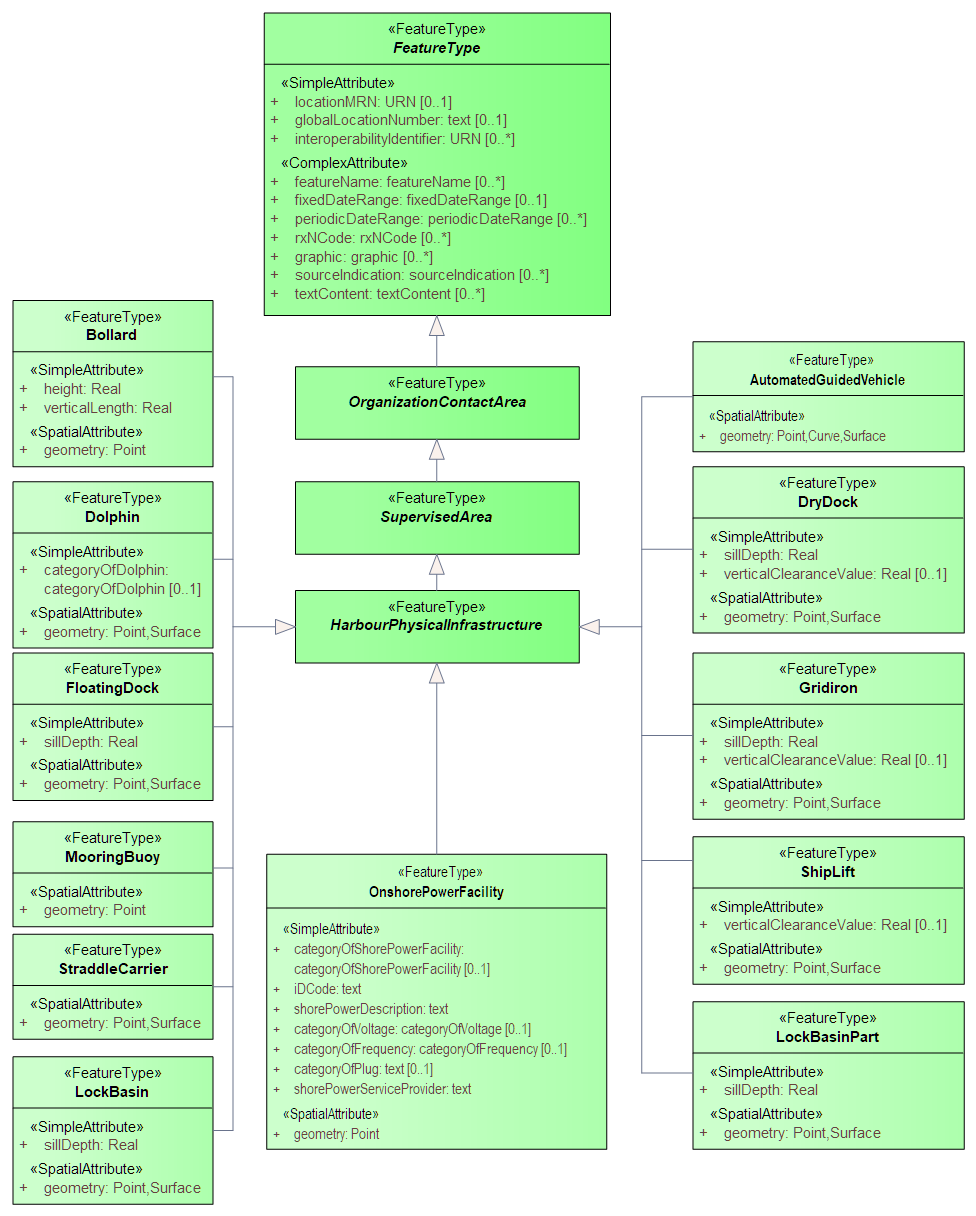 «FeatureType»
FeatureType
«SimpleAttribute»
+ locationMRN: URN [0..1]
+ globalLocationNumber: text [0..1]
+ interoperabilityIdentifier: URN [0..*]
«ComplexAttribute»
+ featureName: featureName [0..*]
+ fixedDateRange: fixedDateRange [0..1]
+ periodicDateRange: periodicDateRange [0..*]
+ rxNCode: rxNCode [0..*]
+ graphic: graphic [0..*]
+ sourceIndication: sourceIndication [0..*]
+ textContent: textContent [0..*]
«FeatureType»
OrganizationContactArea
«FeatureType»
SupervisedArea
«FeatureType»
HarbourPhysicalInfrastructure
«FeatureType»
Bollard
«SimpleAttribute»
+ height: Real
+ verticalLength: Real
«SpatialAttribute»
+ geometry: Point
«FeatureType»
Dolphin
«SimpleAttribute»
+ categoryOfDolphin:
categoryOfDolphin [0..1]
«SpatialAttribute»
+ geometry: Point,Surface
«FeatureType»
FloatingDock
«SimpleAttribute»
+ sillDepth: Real
«SpatialAttribute»
+ geometry: Point,Surface
«FeatureType»
MooringBuoy
«SpatialAttribute»
+ geometry: Point
«FeatureType»
StraddleCarrier
«SpatialAttribute»
+ geometry: Point,Surface
«FeatureType»
LockBasin
«SimpleAttribute»
+ sillDepth: Real
«SpatialAttribute»
+ geometry: Point,Surface
«FeatureType»
OnshorePowerFacility
«SimpleAttribute»
+ categoryOfShorePowerFacility:
categoryOfShorePowerFacility [0..1]
+ iDCode: text
+ shorePowerDescription: text
+ categoryOfVoltage: categoryOfVoltage [0..1]
+ categoryOfFrequency: categoryOfFrequency [0..1]
+ categoryOfPlug: text [0..1]
+ shorePowerServiceProvider: text
«SpatialAttribute»
+ geometry: Point
«FeatureType»
AutomatedGuidedVehicle
«SpatialAttribute»
+ geometry: Point,Curve,Surface
«FeatureType»
DryDock
«SimpleAttribute»
+ sillDepth: Real
+ verticalClearanceValue: Real [0..1]
«SpatialAttribute»
+ geometry: Point,Surface
«FeatureType»
Gridiron
«SimpleAttribute»
+ sillDepth: Real
+ verticalClearanceValue: Real [0..1]
«SpatialAttribute»
+ geometry: Point,Surface
«FeatureType»
ShipLift
«SimpleAttribute»
+ verticalClearanceValue: Real [0..1]
«SpatialAttribute»
+ geometry: Point,Surface
«FeatureType»
LockBasinPart
«SimpleAttribute»
+ sillDepth: Real
«SpatialAttribute»
+ geometry: Point,Surface